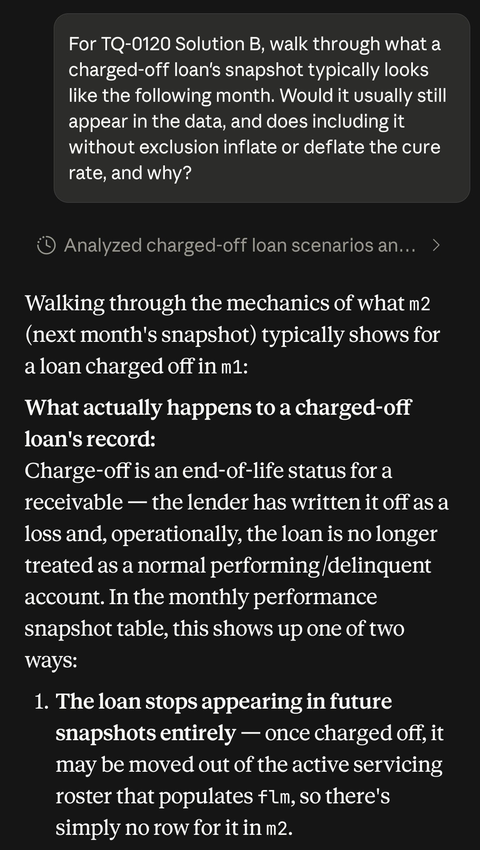 For TQ-0120 Solution B, walk through what a
charged-off loan's snapshot typically looks
like the following month. Would it usually still
appear in the data, and does including it
without exclusion inflate or deflate the cure
rate, and why?
Analyzed charged-off loan scenarios an...
Walking through the mechanics of what m2
(next month's snapshot) typically shows for
a loan charged off in m1:
What actually happens to a charged-off
loan's record:
Charge-off is an end-of-life status for a
receivable — the lender has written it off as a
loss and, operationally, the loan is no longer
treated as a normal performing/delinquent
account. In the monthly performance
snapshot table, this shows up one of two
ways:
1. The loan stops appearing in future
snapshots entirely — once charged off, it
may be moved out of the active servicing
roster that populates flm, so there's
simply no row for it in m2.